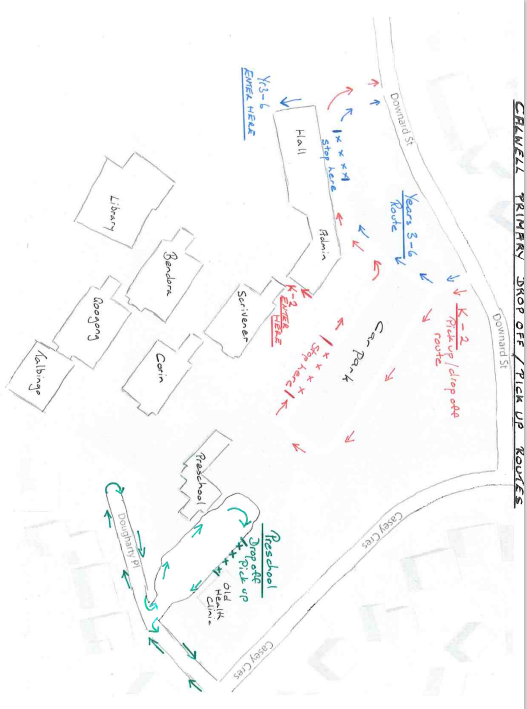 CALWELL PRIMARY DROP OFF / PICK UP ROUTES
Downard St
Downard St
Casey Cres
Casey Cres
Dougharty Pl
K-2
Pick up/drop off
route
Years 3-6
Route
x x x x
Stop here
Yrs 3-6
ENTER HERE
Hall
Admin
K-2
ENTER
HERE
x x x x
Stop here
Car park
Library
Bendora
Scrivener
Googong
Corin
Talbingo
Preschool
Preschool
Drop off
Pick up
x x x x x
Old
Health
Clinic